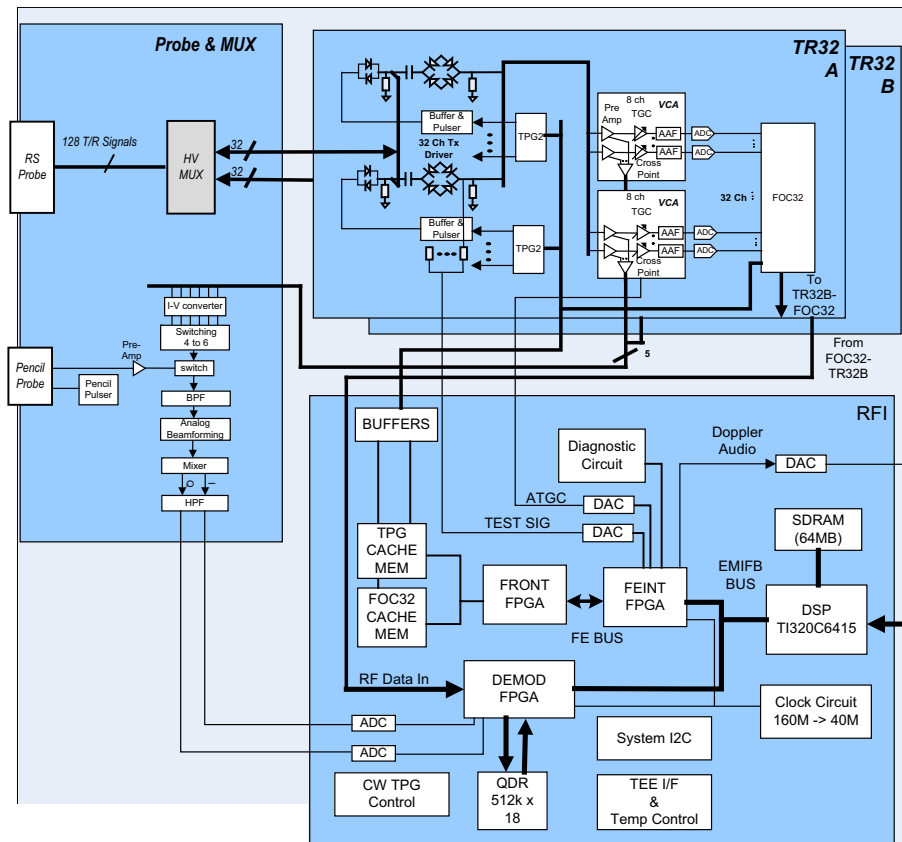 Probe & MUX
TR32
A
TR32
B
RS
Probe
128 T/R Signals
HV
MUX
32
32
Buffer &
Pulser
32 Ch Tx
Driver
TPG2
Buffer &
Pulser
TPG2
8 ch
TGC
VCA
Pre
Amp
AAF
ADC
AAF
ADC
Cross
Point
8 ch
TGC
VCA
AAF
ADC
AAF
ADC
Cross
Point
32 Ch
FOC32
To
TR32B-
FOC32
From
FOC32-
TR32B
5
I-V converter
Switching
4 to 6
Pre-
Amp
switch
Pencil
Probe
Pencil
Pulser
BPF
Analog
Beamforming
Mixer
Q
I
HPF
RFI
BUFFERS
Diagnostic
Circuit
Doppler
Audio
DAC
ATGC
DAC
TEST SIG
DAC
SDRAM
(64MB)
TPG
CACHE
MEM
FOC32
CACHE
MEM
FRONT
FPGA
FEINT
FPGA
FE BUS
EMIFB
BUS
DSP
TI320C6415
RF Data In
DEMOD
FPGA
Clock Circuit
160M -> 40M
ADC
ADC
System I2C
CW TPG
Control
QDR
512k x
18
TEE I/F
&
Temp Control